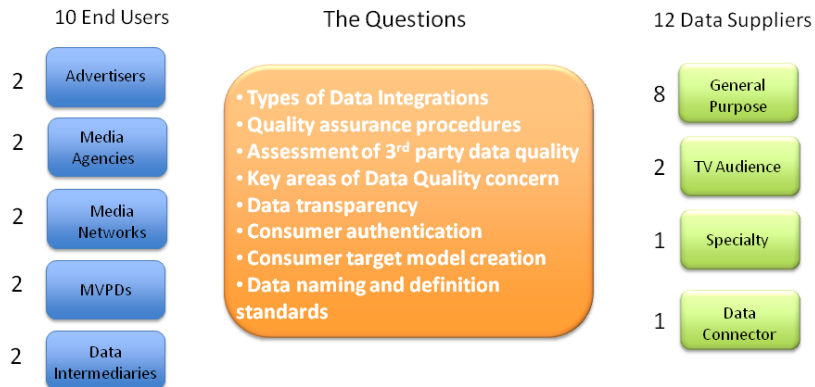 10 End Users
2
Advertisers
2
Media
Agencies
2
Media
Networks
2
MVPDs
2
Data
Intermediaries
The Questions
• Types of Data Integrations
• Quality assurance procedures
• Assessment of 3rd party data quality
• Key areas of Data Quality concern
• Data transparency
• Consumer authentication
• Consumer target model creation
• Data naming and definition
standards
12 Data Suppliers
8
General
Purpose
2
TV Audience
1
Specialty
1
Data
Connector